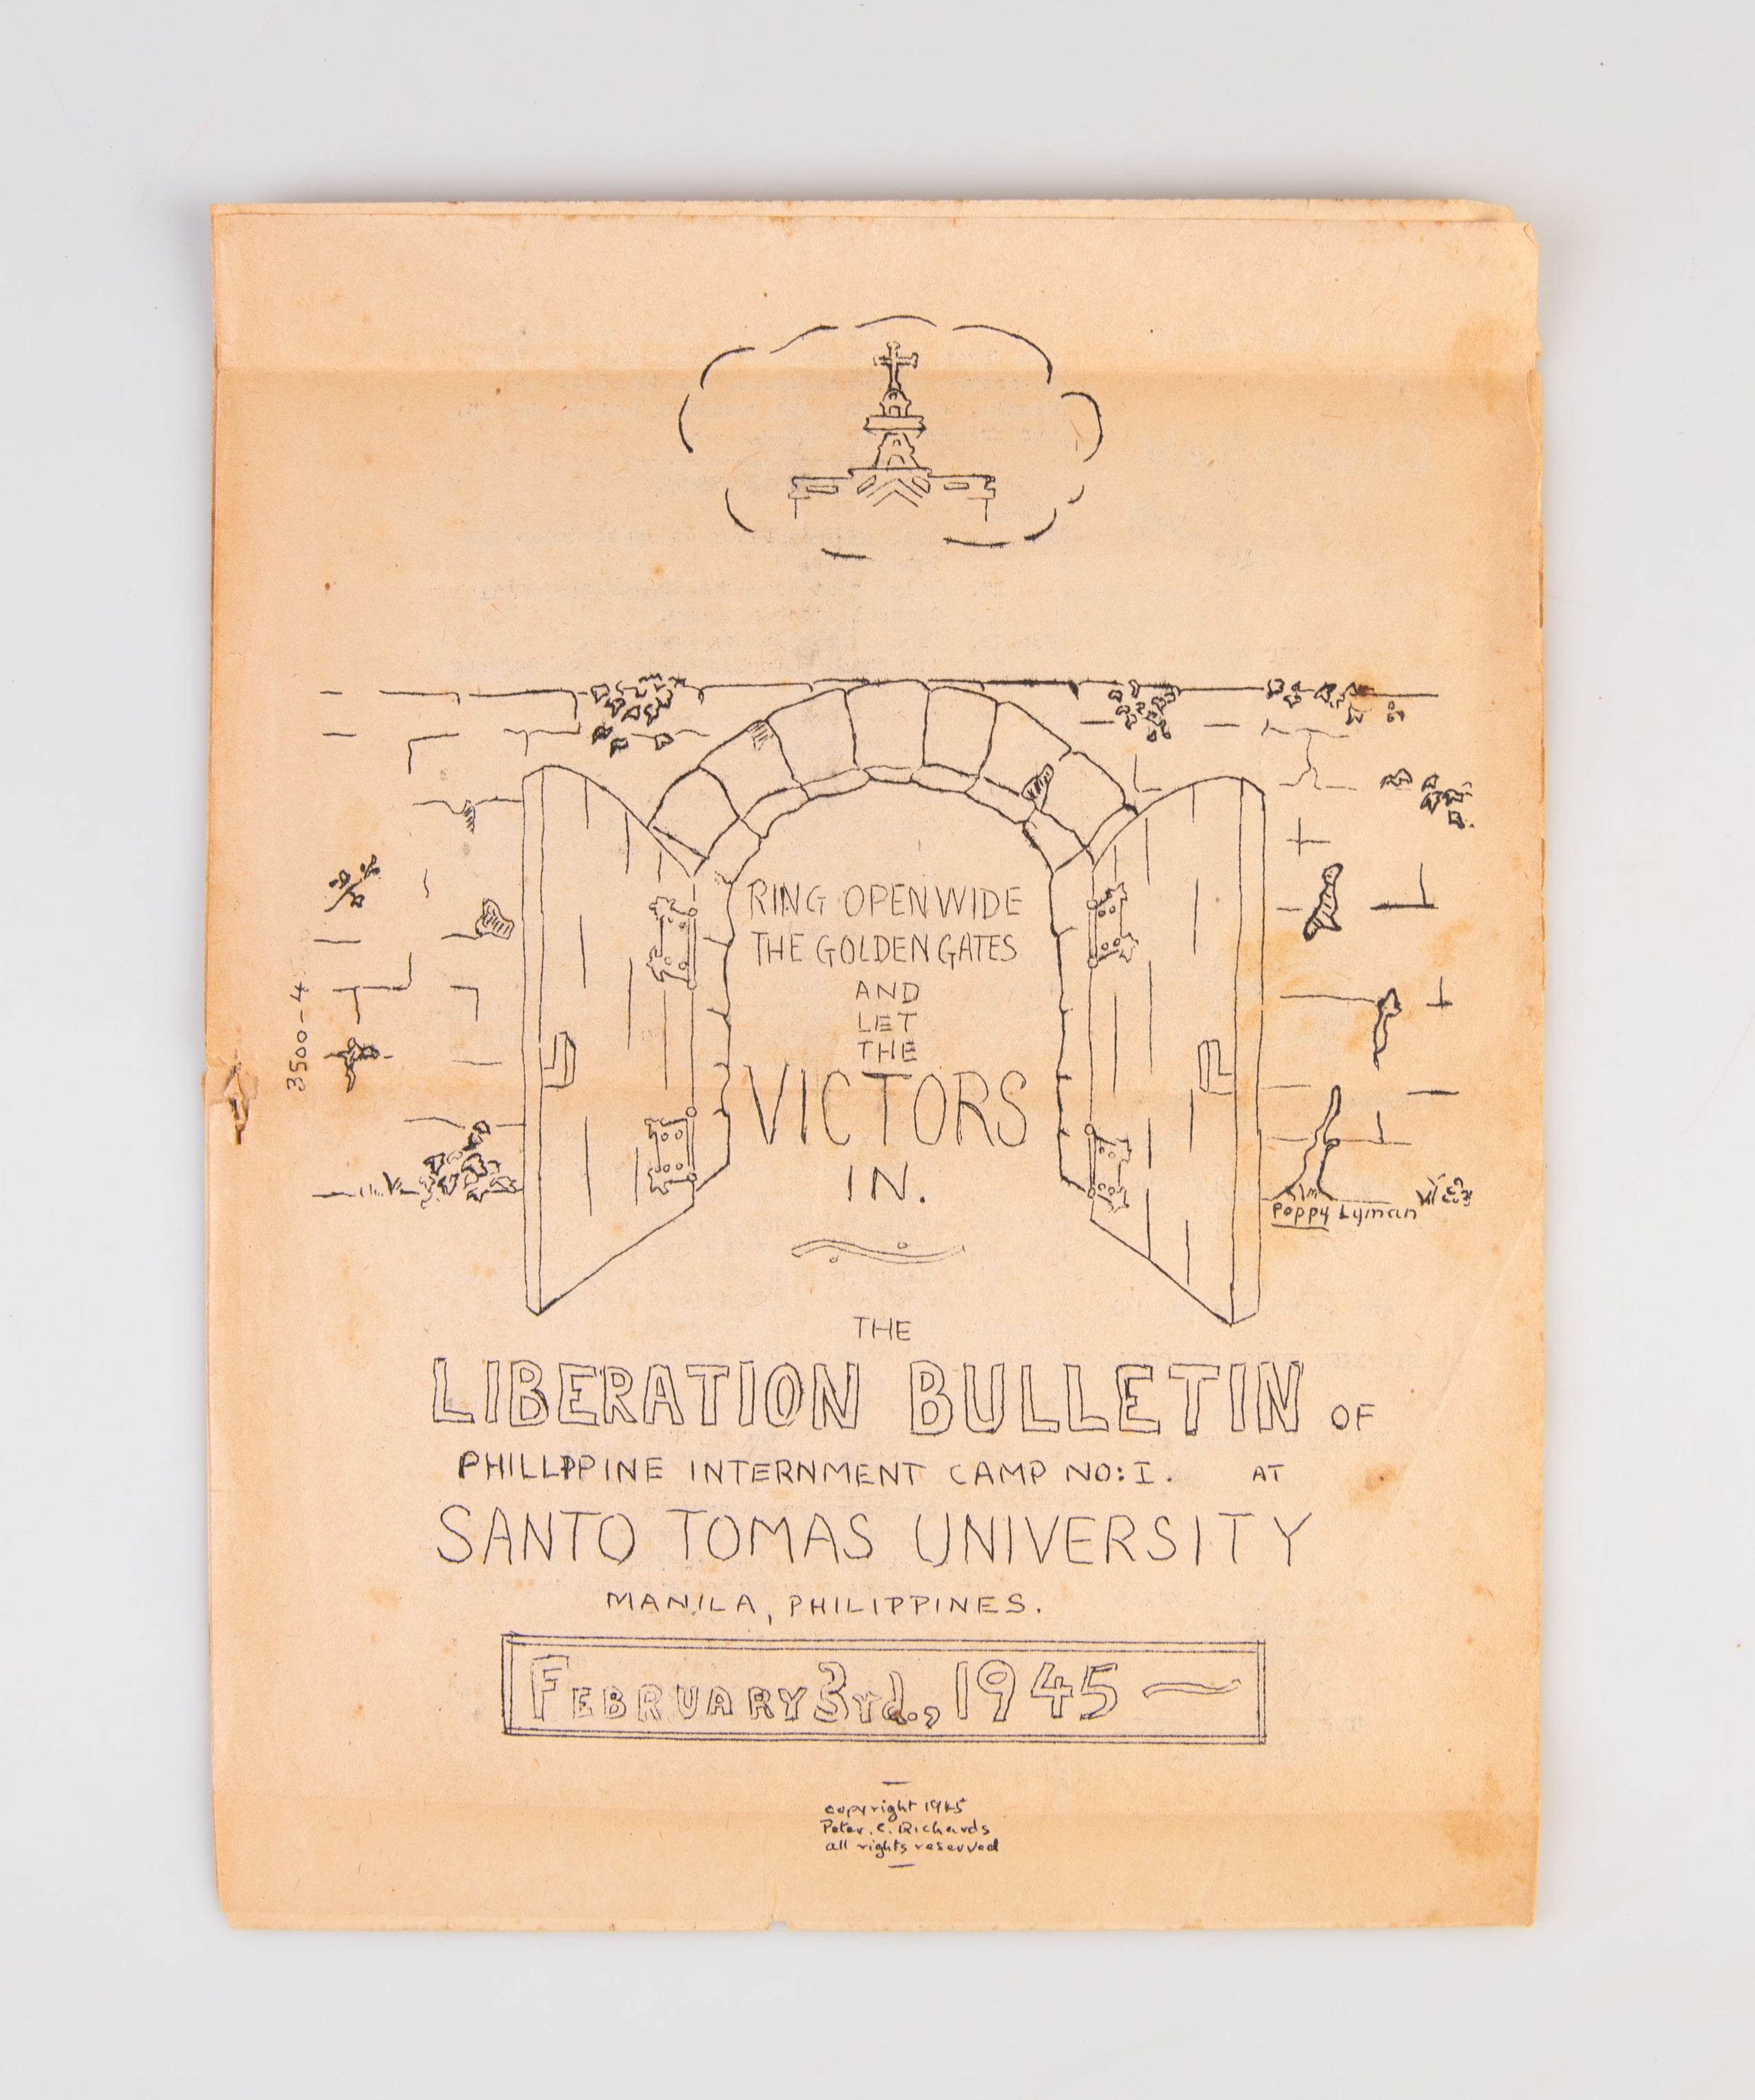 RING OPEN WIDE
THE GOLDEN GATES
AND
LET
THE
VICTORS
IN.
3500-4
Poppy Lyman
THE
LIBERATION BULLETIN OF
PHILLIPPINE INTERNMENT CAMP NO: I. AT
SANTO TOMAS UNIVERSITY
MANILA, PHILIPPINES.
FEBRUARY 3rd., 1945
copyright 1945
Peter. C. Richards
all rights reserved